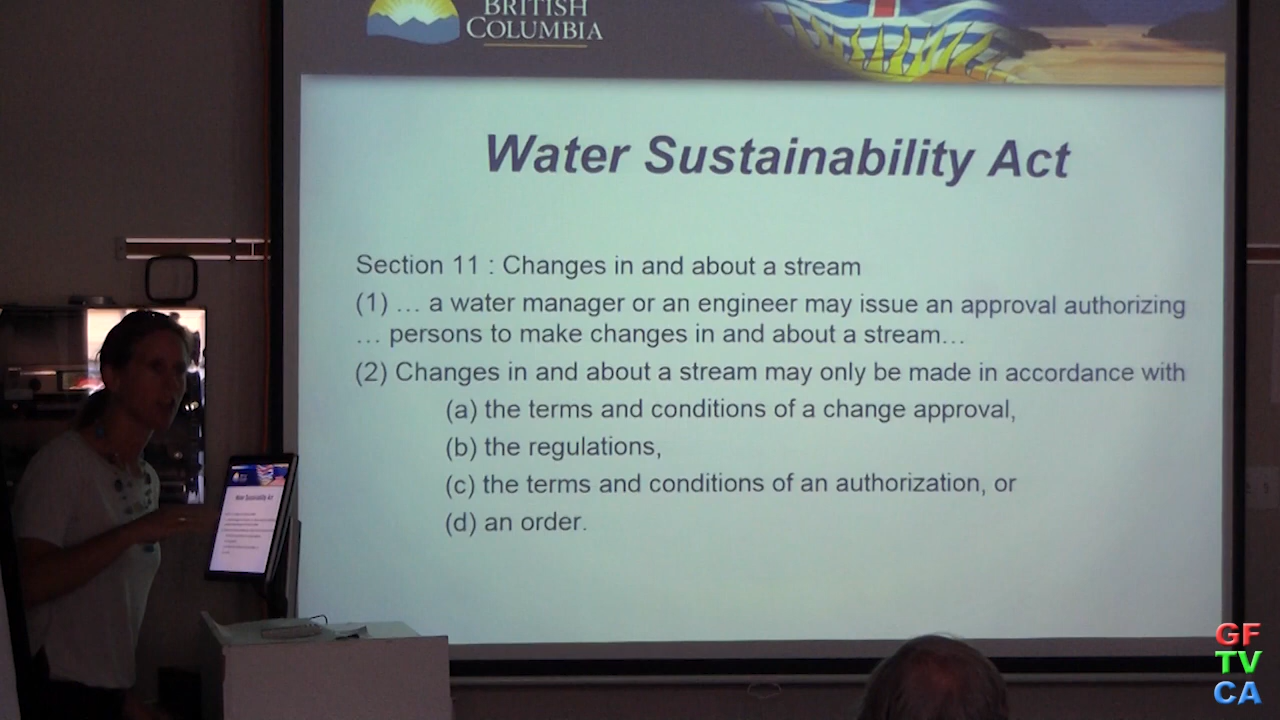 BRITISH
COLUMBIA
Water Sustainability Act
Section 11 : Changes in and about a stream
(1) … a water manager or an engineer may issue an approval authorizing
… persons to make changes in and about a stream…
(2) Changes in and about a stream may only be made in accordance with
(a) the terms and conditions of a change approval,
(b) the regulations,
(c) the terms and conditions of an authorization, or
(d) an order.
Water Sustainability Act
GF
TV
CA